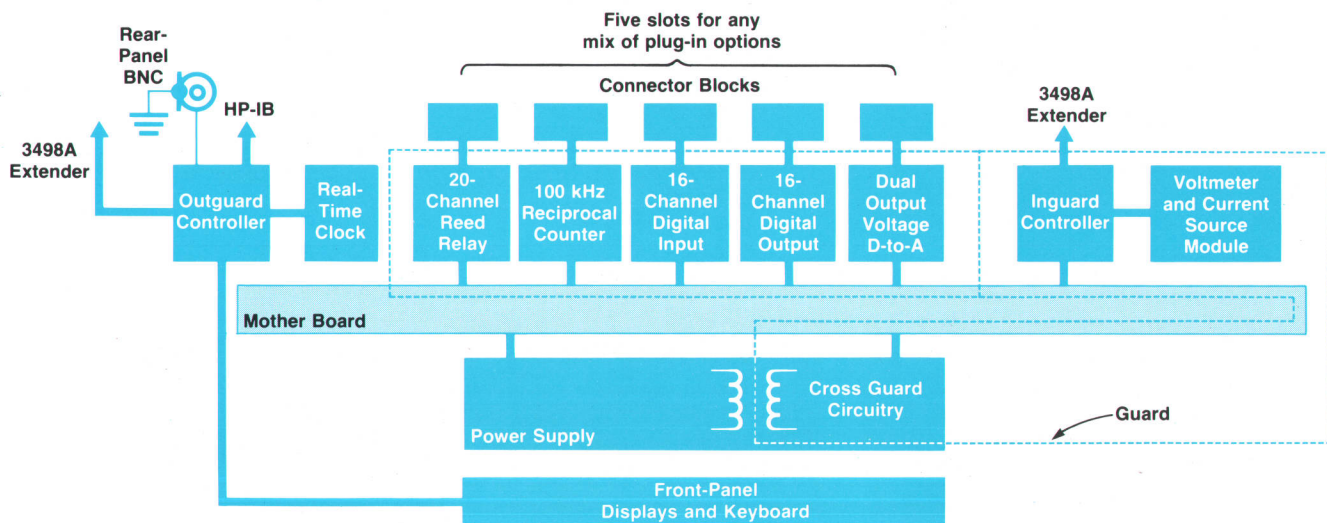 Five slots for any
mix of plug-in options
Rear-
Panel
BNC
Connector Blocks
HP-IB
3498A
Extender
3498A
Extender
Outguard
Controller
Real-
Time
Clock
20-
Channel
Reed
Relay
100 kHz
Reciprocal
Counter
16-
Channel
Digital
Input
16-
Channel
Digital
Output
Dual
Output
Voltage
D-to-A
Inguard
Controller
Voltmeter
and Current
Source
Module
Mother Board
Cross Guard
Circuitry
Power Supply
Guard
Front-Panel
Displays and Keyboard